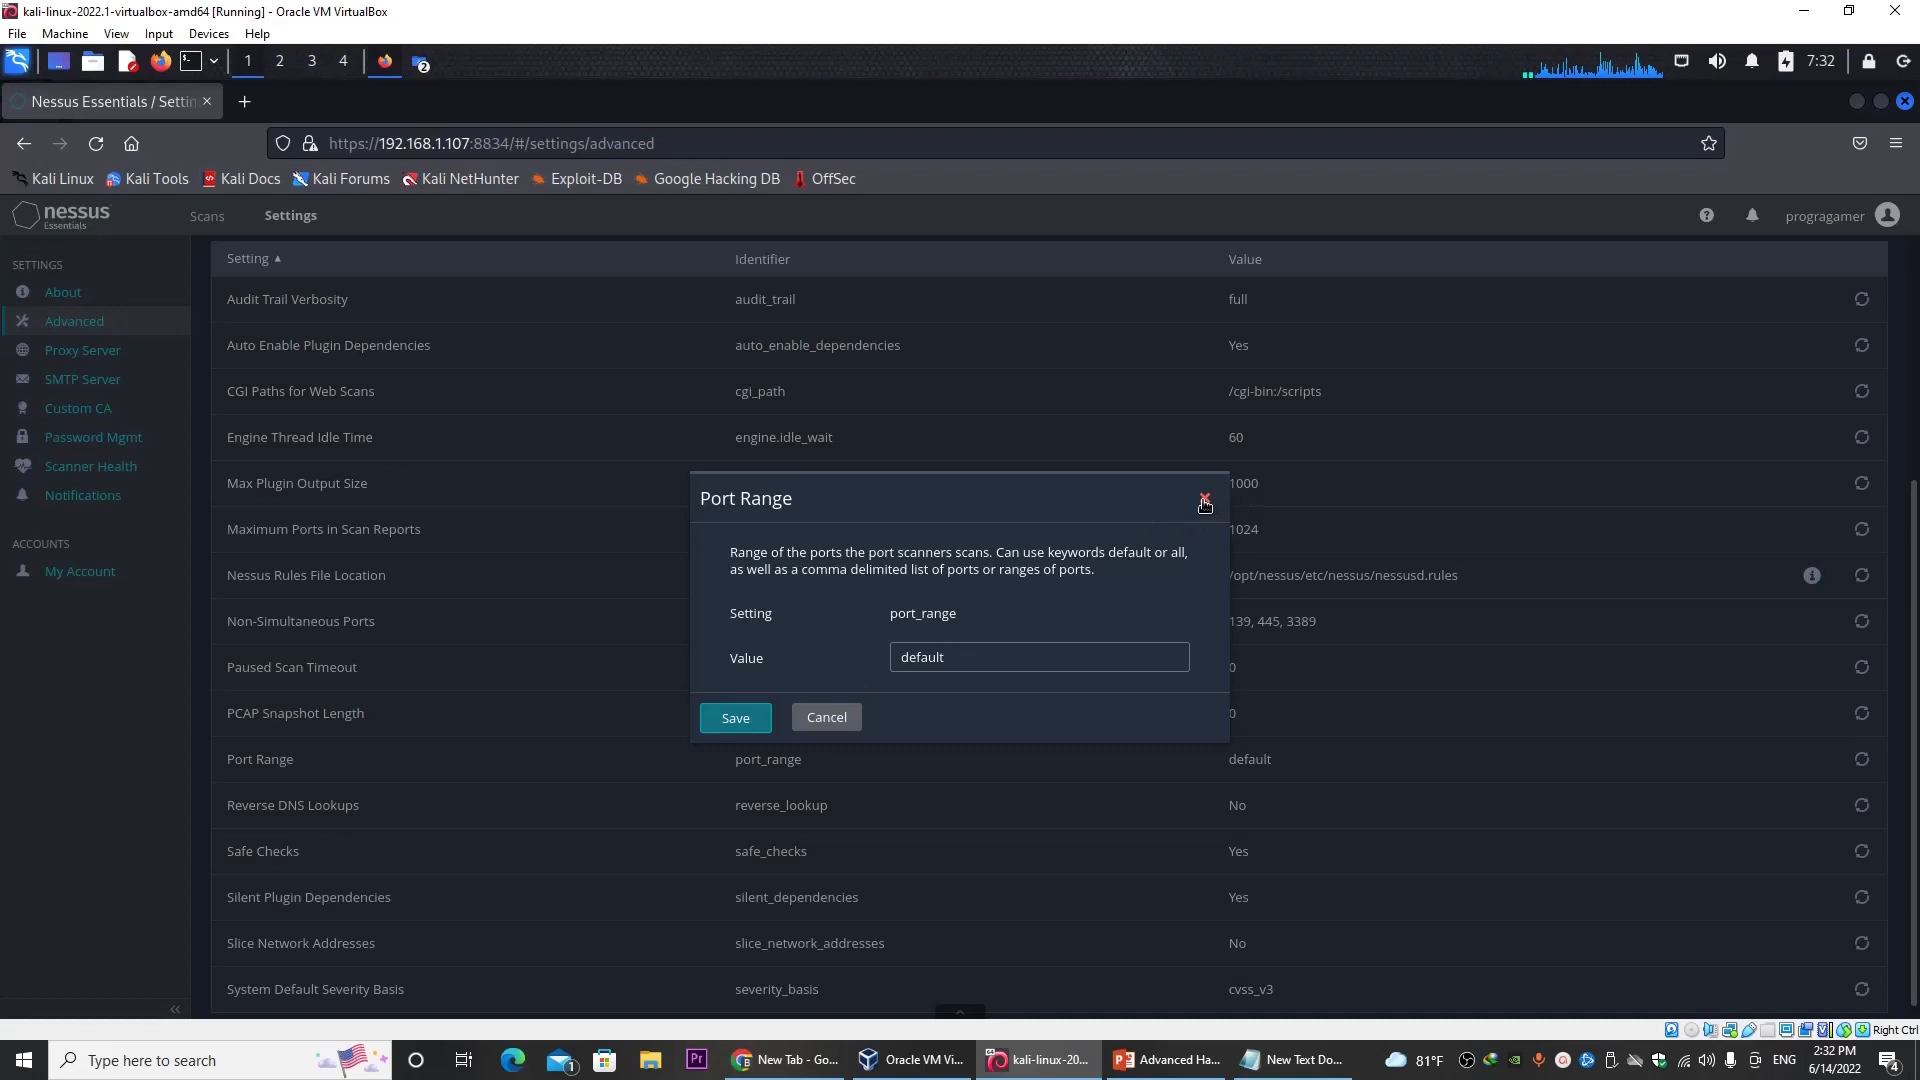 kali-linux-2022.1-virtualbox-amd64 [Running] - Oracle VM VirtualBox
File Machine View Input Devices Help
1 2 3 4 2 7:32
Nessus Essentials / Settin
https://192.168.1.107:8834/#/settings/advanced
Kali Linux Kali Tools Kali Docs Kali Forums Kali NetHunter Exploit-DB Google Hacking DB OffSec
nessus Essentials Scans Settings progragamer
SETTINGS
About
Advanced
Proxy Server
SMTP Server
Custom CA
Password Mgmt
Scanner Health
Notifications
ACCOUNTS
My Account
Setting Identifier Value
Audit Trail Verbosity audit_trail full
Auto Enable Plugin Dependencies auto_enable_dependencies Yes
CGI Paths for Web Scans cgi_path /cgi-bin:/scripts
Engine Thread Idle Time engine.idle_wait 60
Max Plugin Output Size 1000
Maximum Ports in Scan Reports 1024
Nessus Rules File Location /opt/nessus/etc/nessus/nessusd.rules
Non-Simultaneous Ports 139, 445, 3389
Paused Scan Timeout 0
PCAP Snapshot Length 0
Port Range port_range default
Reverse DNS Lookups reverse_lookup No
Safe Checks safe_checks Yes
Silent Plugin Dependencies silent_dependencies Yes
Slice Network Addresses slice_network_addresses No
System Default Severity Basis severity_basis cvss_v3
Port Range
Range of the ports the port scanners scans. Can use keywords default or all,
as well as a comma delimited list of ports or ranges of ports.
Setting port_range
Value default
Save Cancel
Right Ctrl
Type here to search 1 Pr New Tab - Go... Oracle VM Vi... kali-linux-20... Advanced Ha... New Text Do... 81°F ENG 2:32 PM
6/14/2022 4